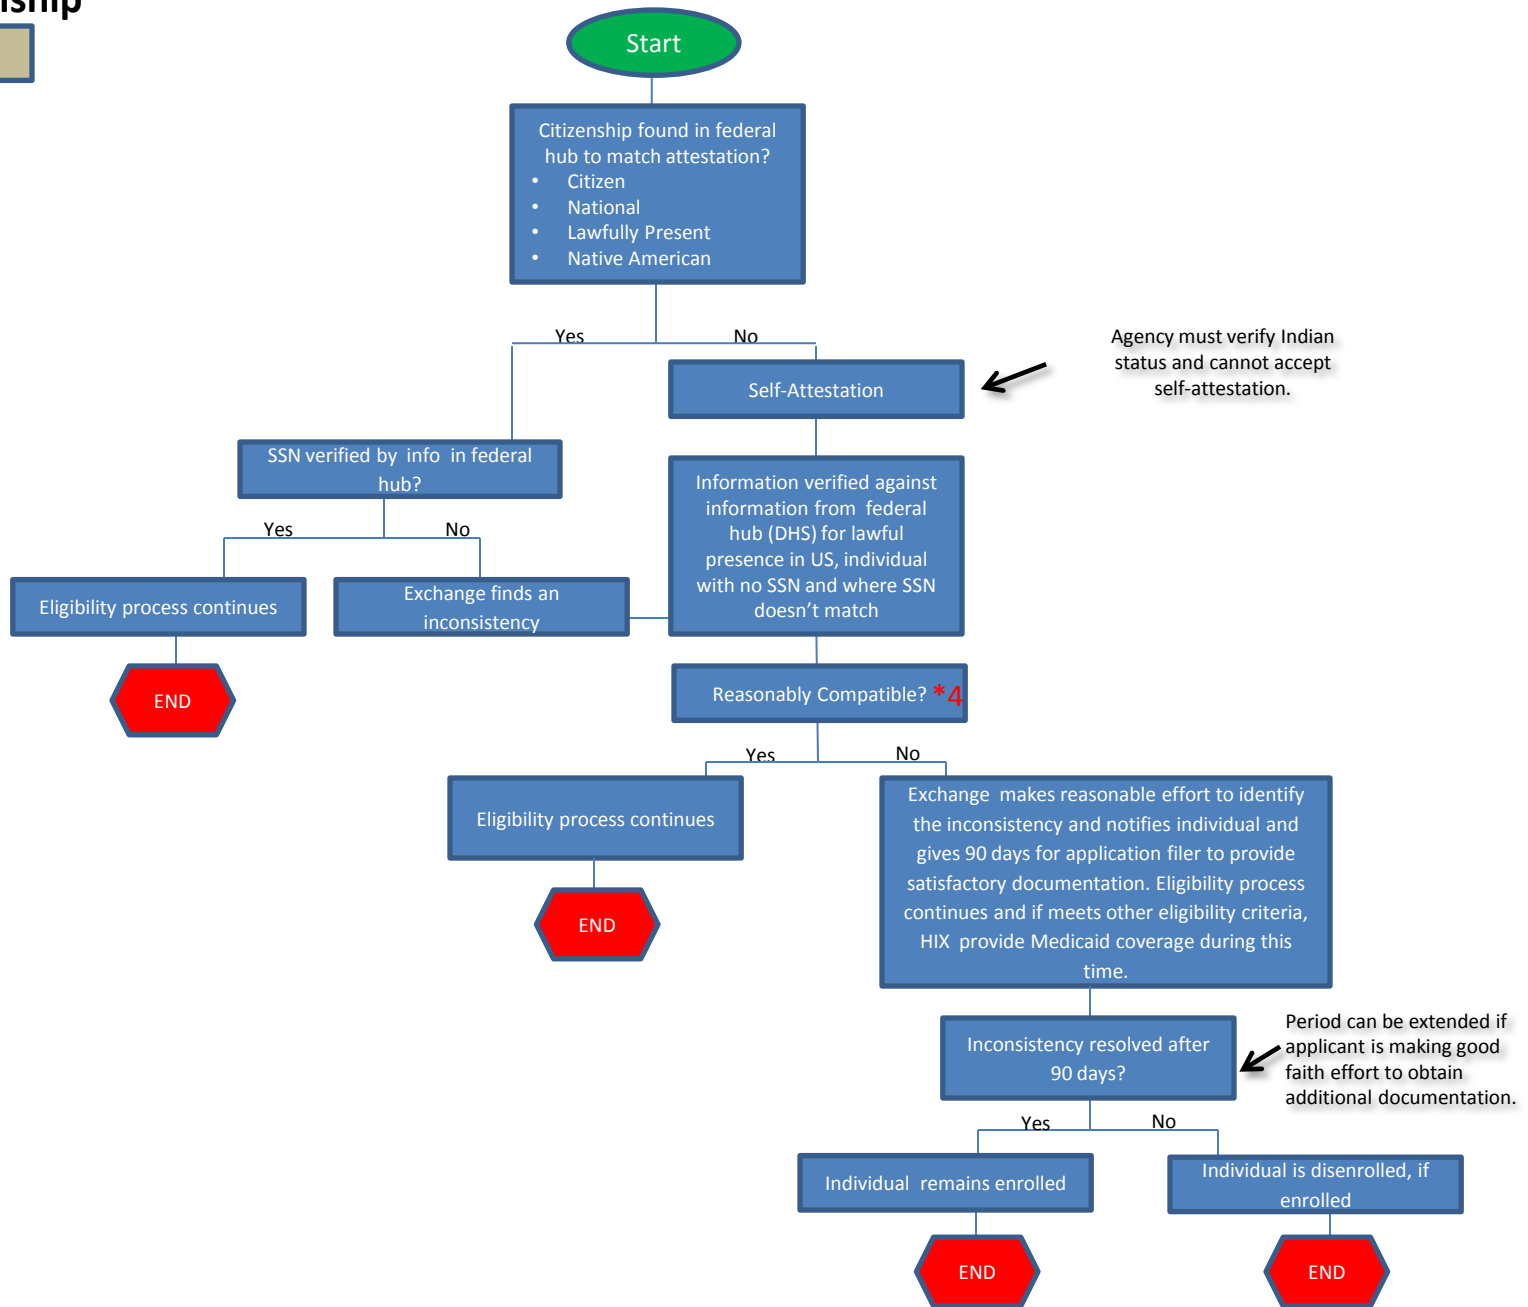 Start
Citizenship found in federal
hub to match attestation?
• Citizen
• National
• Lawfully Present
• Native American
Yes
No
Agency must verify Indian
status and cannot accept
self-attestation.
Self-Attestation
SSN verified by info in federal
hub?
Information verified against
information from federal
hub (DHS) for lawful
presence in US, individual
with no SSN and where SSN
doesn't match
Yes
No
Eligibility process continues
Exchange finds an
inconsistency
END
Reasonably Compatible? *4
Yes
No
Eligibility process continues
END
Exchange makes reasonable effort to identify
the inconsistency and notifies individual and
gives 90 days for application filer to provide
satisfactory documentation. Eligibility process
continues and if meets other eligibility criteria,
HIX provide Medicaid coverage during this
time.
Inconsistency resolved after
90 days?
Period can be extended if
applicant is making good
faith effort to obtain
additional documentation.
Yes
No
Individual remains enrolled
Individual is disenrolled, if
enrolled
END
END